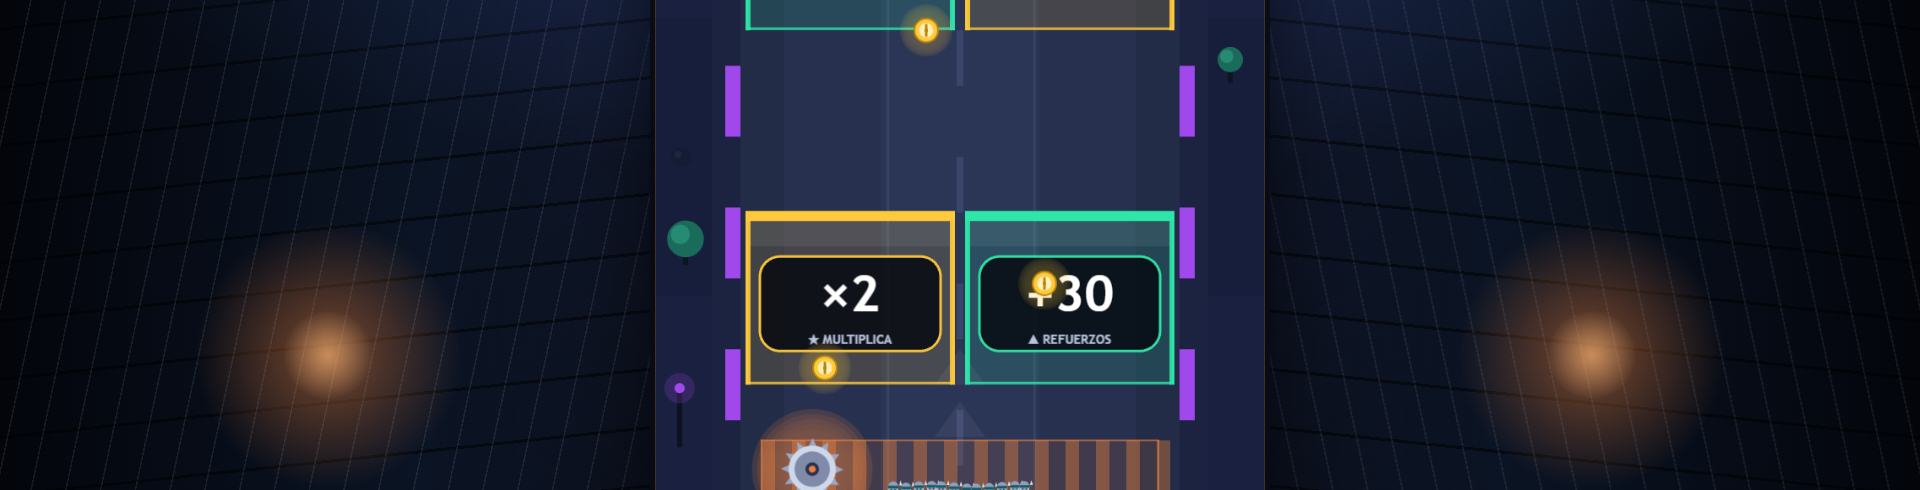 ×2
+30
★ MULTIPLICA
▲ REFUERZOS